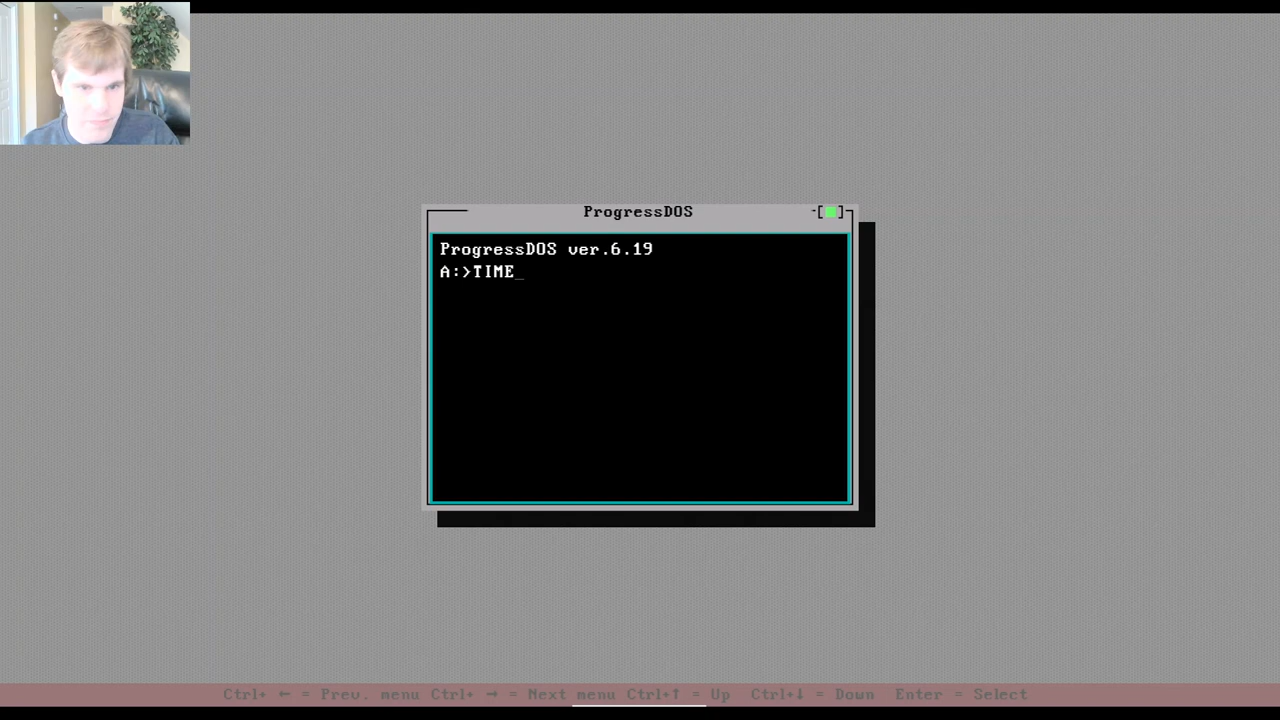 ProgressDOS
ProgressDOS ver.6.19
A:>TIME_
Ctrl+ ← = Prev. menu Ctrl+ → = Next menu Ctrl+↑ = Up Ctrl+↓ = Down Enter = Select